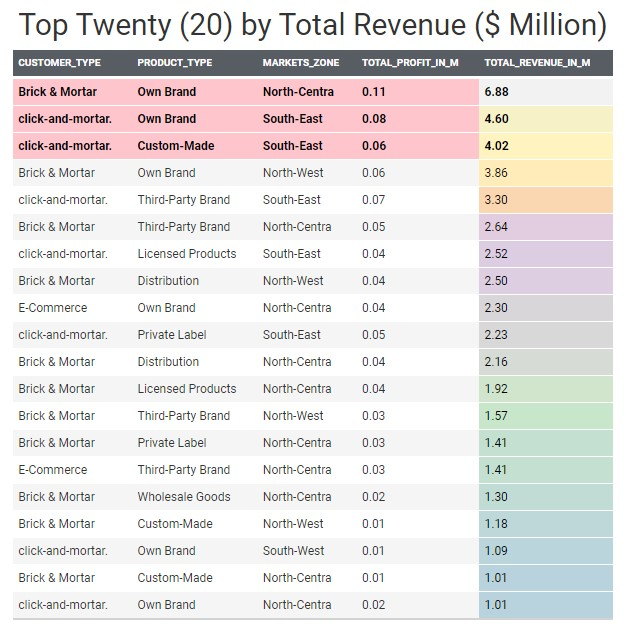 Top Twenty (20) by Total Revenue ($ Million)
CUSTOMER_TYPE PRODUCT_TYPE MARKETS_ZONE TOTAL_PROFIT_IN_M TOTAL_REVENUE_IN_M
Brick & Mortar Own Brand North-Centra 0.11 6.88
click-and-mortar. Own Brand South-East 0.08 4.60
click-and-mortar. Custom-Made South-East 0.06 4.02
Brick & Mortar Own Brand North-West 0.06 3.86
click-and-mortar. Third-Party Brand South-East 0.07 3.30
Brick & Mortar Third-Party Brand North-Centra 0.05 2.64
click-and-mortar. Licensed Products South-East 0.04 2.52
Brick & Mortar Distribution North-West 0.04 2.50
E-Commerce Own Brand North-Centra 0.04 2.30
click-and-mortar. Private Label South-East 0.05 2.23
Brick & Mortar Distribution North-Centra 0.04 2.16
Brick & Mortar Licensed Products North-Centra 0.04 1.92
Brick & Mortar Third-Party Brand North-West 0.03 1.57
Brick & Mortar Private Label North-Centra 0.03 1.41
E-Commerce Third-Party Brand North-Centra 0.03 1.41
Brick & Mortar Wholesale Goods North-Centra 0.02 1.30
Brick & Mortar Custom-Made North-West 0.01 1.18
click-and-mortar. Own Brand South-West 0.01 1.09
Brick & Mortar Custom-Made North-Centra 0.01 1.01
click-and-mortar. Own Brand North-Centra 0.02 1.01